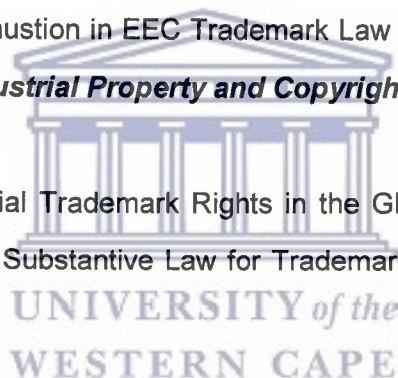 ustion in EEC Trademark Law
ustrial Property and Copyrigh
ial Trademark Rights in the Gl
Substantive Law for Trademar
UNIVERSITY of the
WESTERN CAPE